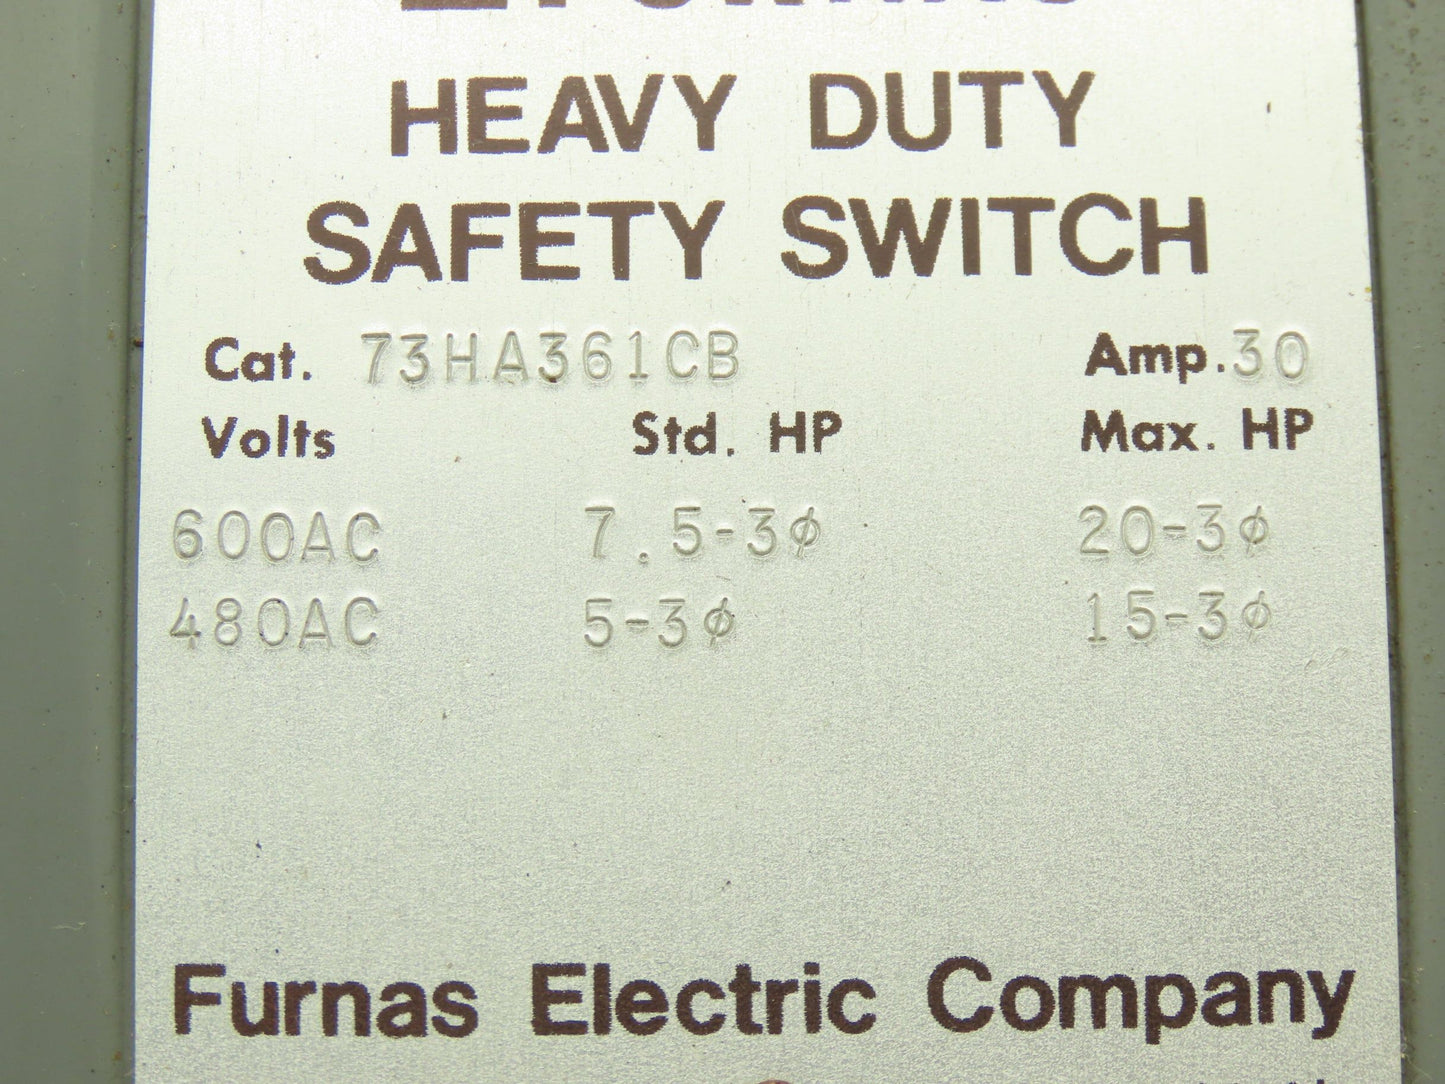 HEAVY DUTY
SAFETY SWITCH
Cat. 73HA361CB Amp. 30
Volts Std. HP Max. HP
600AC 7.5-3ϕ 20-3ϕ
480AC 5-3ϕ 15-3ϕ
Furnas Electric Company